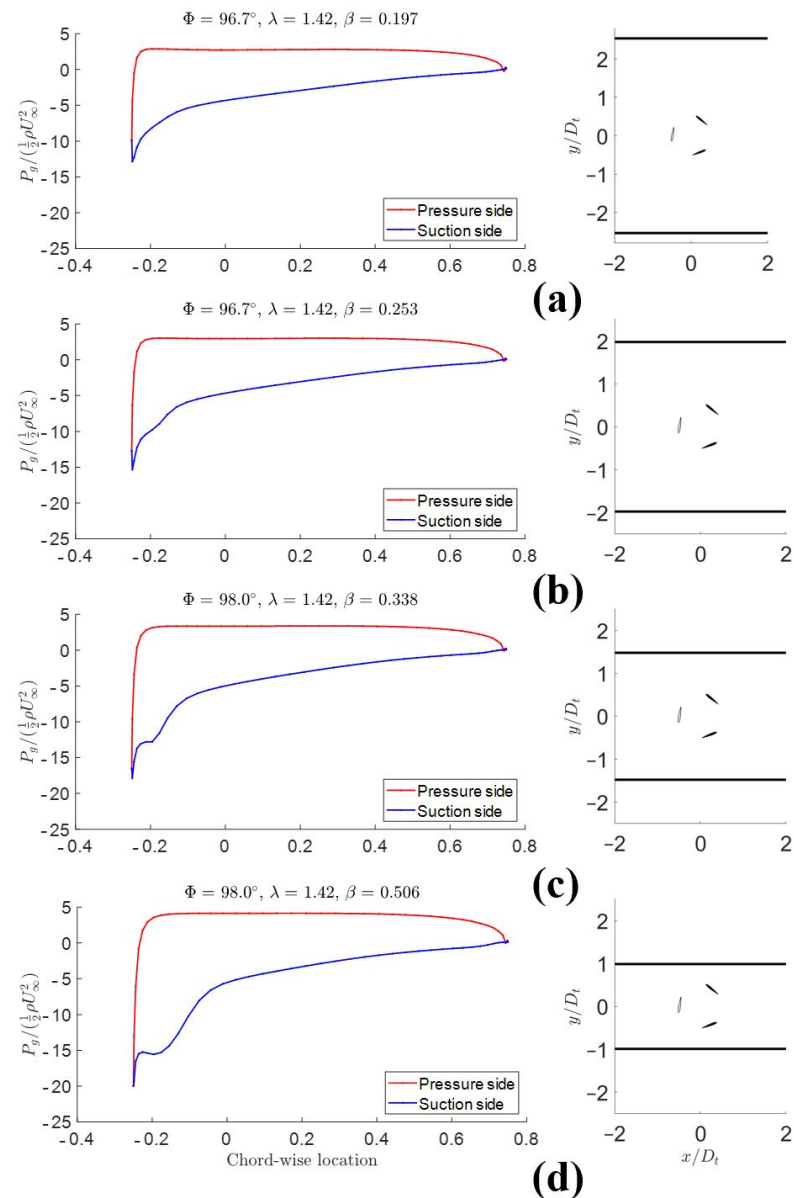 Φ = 96.7°, λ = 1.42, β = 0.197
5
0
-5
-10
-15
-20
-25
P_g/(½ρU²_∞)
Pressure side
Suction side
-0.4 -0.2 0 0.2 0.4 0.6 0.8
2
1
0
-1
-2
y/D_t
-2 0 2
(a)
Φ = 96.7°, λ = 1.42, β = 0.253
5
0
-5
-10
-15
-20
-25
P_g/(½ρU²_∞)
Pressure side
Suction side
-0.4 -0.2 0 0.2 0.4 0.6 0.8
2
1
0
-1
-2
y/D_t
-2 0 2
(b)
Φ = 98.0°, λ = 1.42, β = 0.338
5
0
-5
-10
-15
-20
-25
P_g/(½ρU²_∞)
Pressure side
Suction side
-0.4 -0.2 0 0.2 0.4 0.6 0.8
2
1
0
-1
-2
y/D_t
-2 0 2
(c)
Φ = 98.0°, λ = 1.42, β = 0.506
5
0
-5
-10
-15
-20
-25
P_g/(½ρU²_∞)
Pressure side
Suction side
-0.4 -0.2 0 0.2 0.4 0.6 0.8
Chord-wise location
2
1
0
-1
-2
y/D_t
-2 0 2
x/D_t
(d)